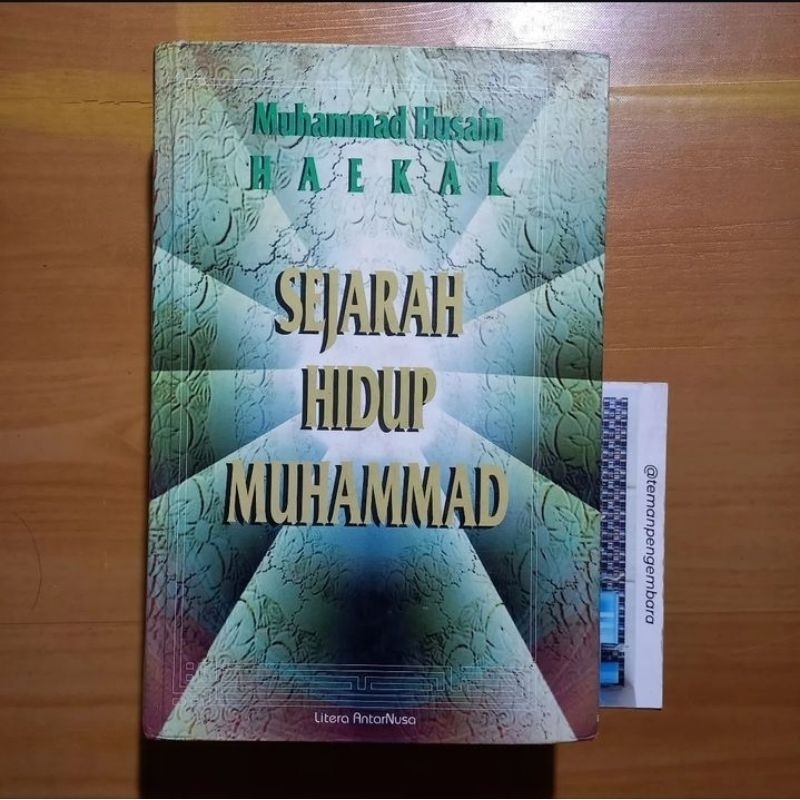 Muhammad Husain
HAEKAL
SEJARAH
HIDUP
MUHAMMAD
Litera AntarNusa
@temanpengembara